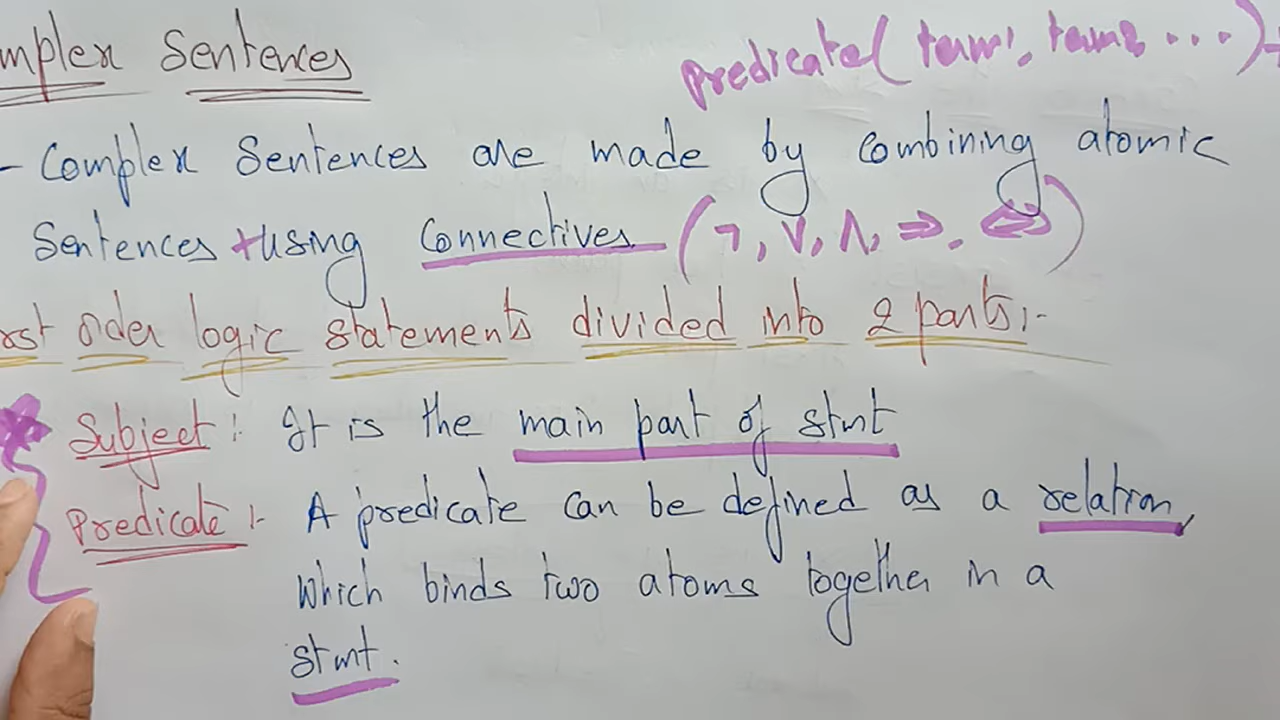 mplex Sentences
predicate( term1, term2, ...)
- Complex Sentences are made by combining atomic
Sentences + using Connectives (¬, ∨, ∧, ⇒, ⇔)
rst order logic statements divided into 2 parts:-
Subject :- It is the main part of stmt
Predicate :- A predicate can be defined as a relation,
which binds two atoms together in a
stmt.